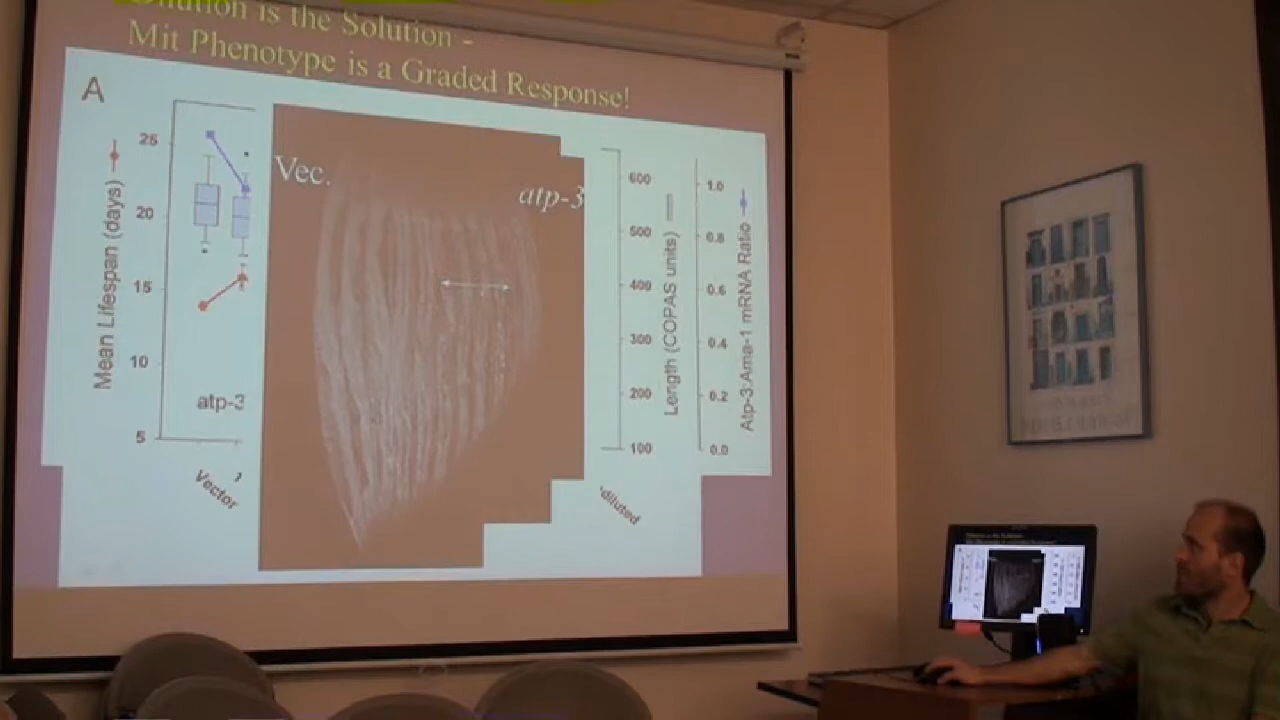 Dilution is the Solution -
Mit Phenotype is a Graded Response!
A
Mean Lifespan (days)
25
20
15
10
5
atp-3
Vector
Vec.
atp-3
600
500
400
300
200
100
Length (COPAS units)
1.0
0.8
0.6
0.4
0.2
0.0
Atp-3:Ama-1 mRNA Ratio
diluted